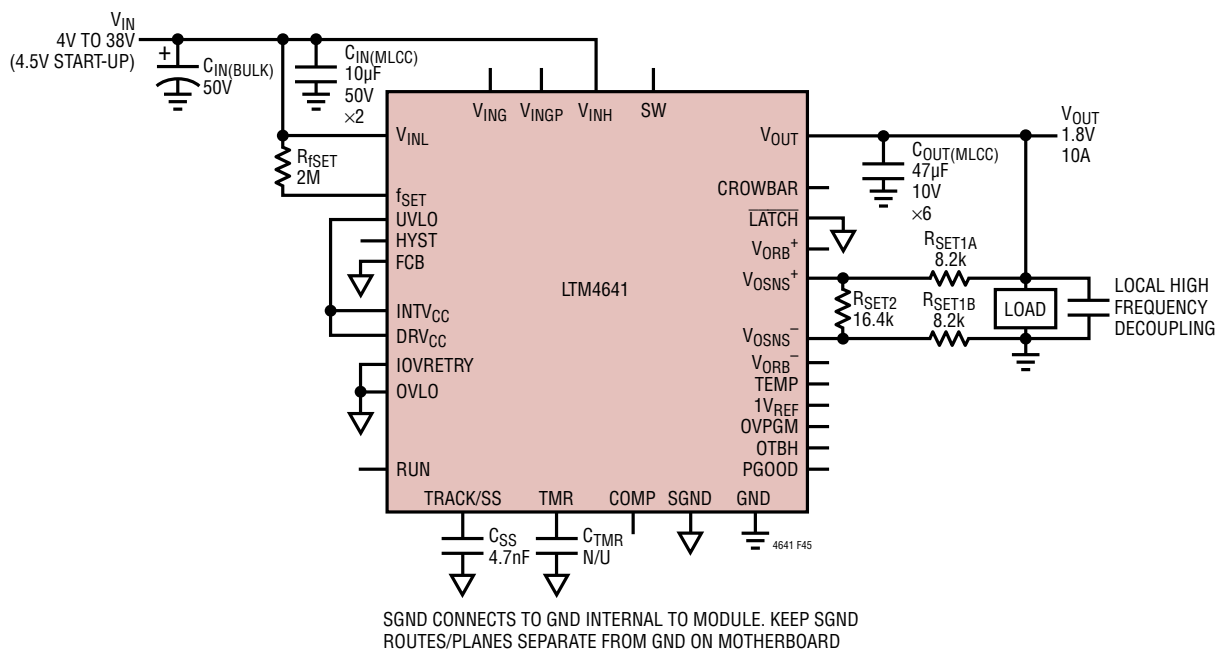 VIN
4V TO 38V
(4.5V START-UP)
+
CIN(BULK)
50V
CIN(MLCC)
10µF
50V
×2
VING
VINGP
VINH
SW
VINL
RfSET
2M
fSET
UVLO
HYST
FCB
INTVCC
DRVCC
IOVRETRY
OVLO
RUN
LTM4641
VOUT
CROWBAR
LATCH
VORB+
VOSNS+
VOSNS−
VORB−
TEMP
1VREF
OVPGM
OTBH
PGOOD
VOUT
1.8V
10A
COUT(MLCC)
47µF
10V
×6
RSET1A
8.2k
RSET2
16.4k
RSET1B
8.2k
LOAD
LOCAL HIGH
FREQUENCY
DECOUPLING
TRACK/SS
TMR
COMP
SGND
GND
CSS
4.7nF
CTMR
N/U
4641 F45
SGND CONNECTS TO GND INTERNAL TO MODULE. KEEP SGND
ROUTES/PLANES SEPARATE FROM GND ON MOTHERBOARD